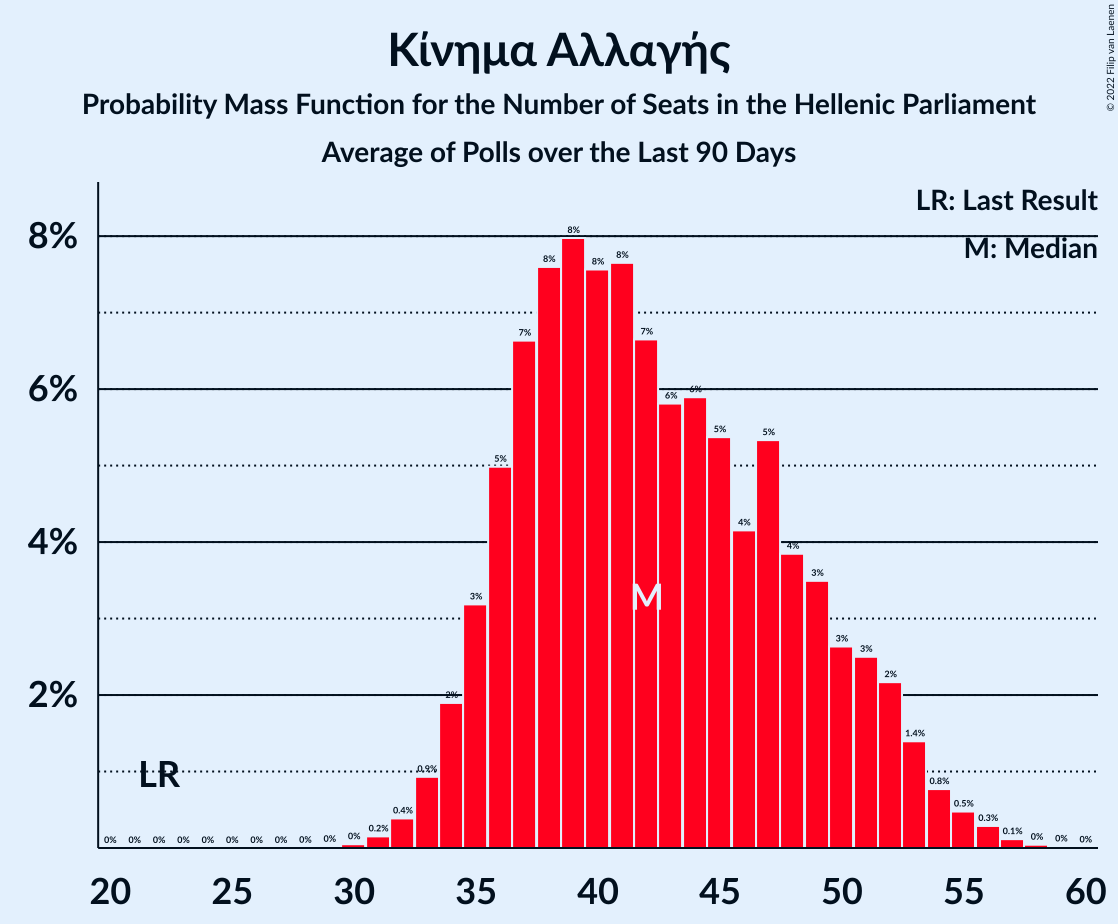 © 2022 Filip van Laenen
Κίνημα Αλλαγής
Probability Mass Function for the Number of Seats in the Hellenic Parliament
Average of Polls over the Last 90 Days
LR: Last Result
M: Median
8%
6%
4%
2%
0% 0% 0% 0% 0% 0% 0% 0% 0% 0% 0% 0.2% 0.4% 0.9% 2% 3% 5% 7% 8% 8% 8% 8% 7% 6% 6% 5% 4% 5% 4% 3% 3% 3% 2% 1.4% 0.8% 0.5% 0.3% 0.1% 0% 0% 0%
M
LR
20 25 30 35 40 45 50 55 60